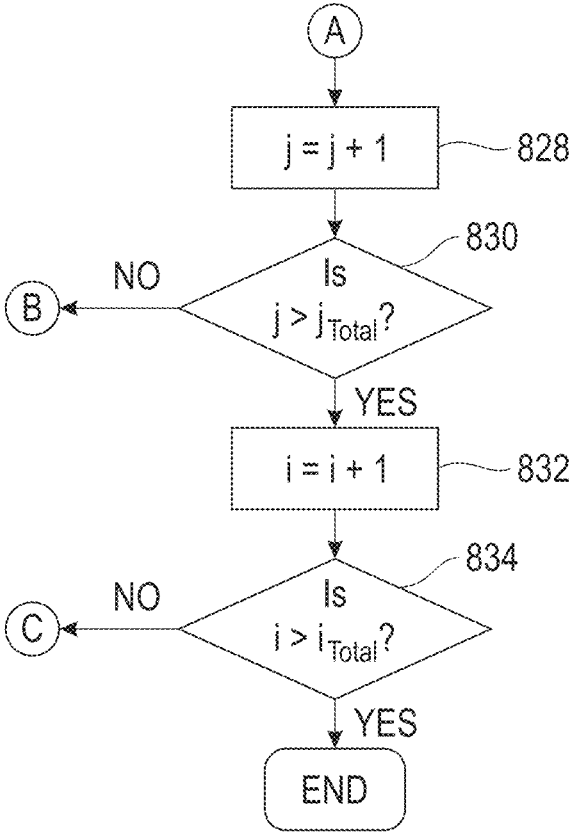 A
j = j + 1
828
830
NO
Is
j > jTotal?
B
YES
i = i + 1
832
834
NO
Is
i > iTotal?
C
YES
END